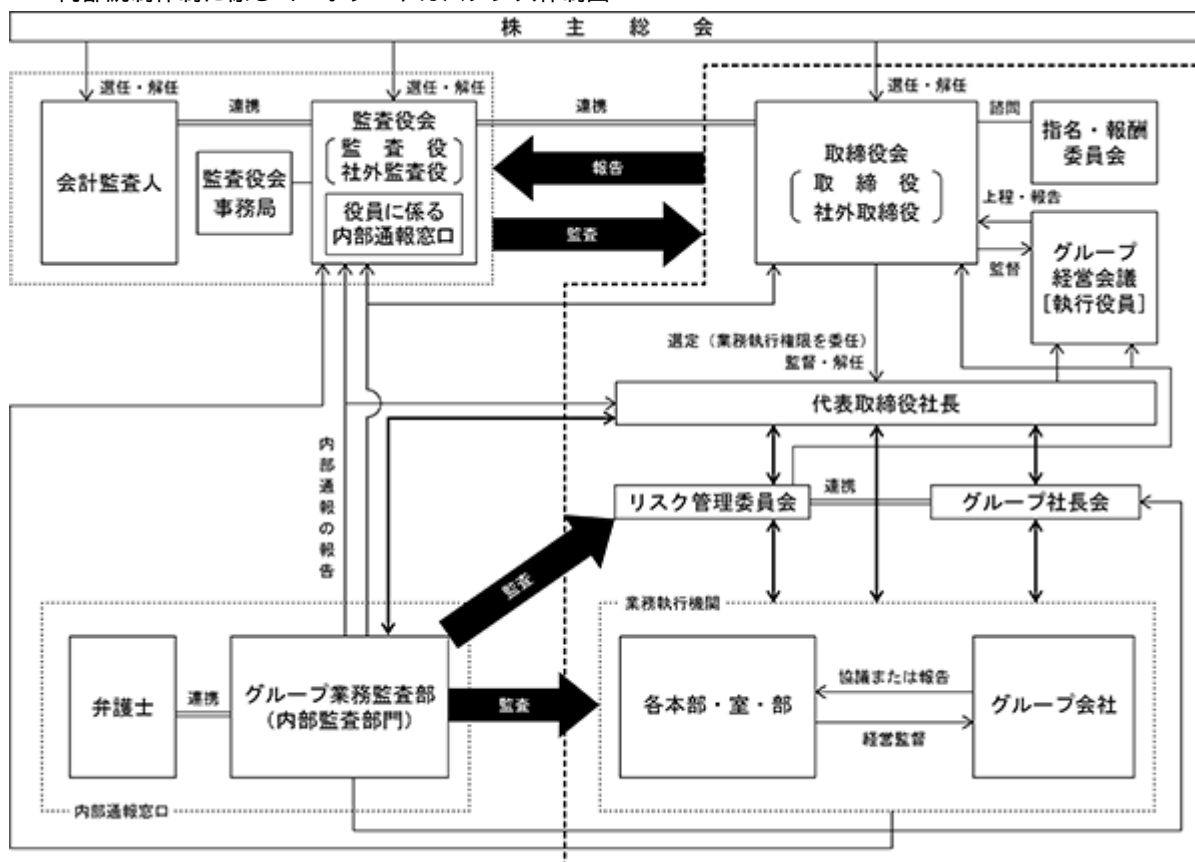 株主総会
選任・解任
選任・解任
選任・解任
連携
連携
諮問
会計監査人
監査役会
事務局
監査役会
監査役
社外監査役
役員に係る
内部通報窓口
報告
監査
取締役会
取締役
社外取締役
指名・報酬
委員会
上程・報告
監督
グループ
経営会議
[執行役員]
選定（業務執行権限を委任）
監督・解任
代表取締役社長
内部通報の報告
リスク管理委員会
連携
グループ社長会
監査
業務執行機関
弁護士
連携
グループ業務監査部
（内部監査部門）
監査
各本部・室・部
協議または報告
経営監督
グループ会社
内部通報窓口